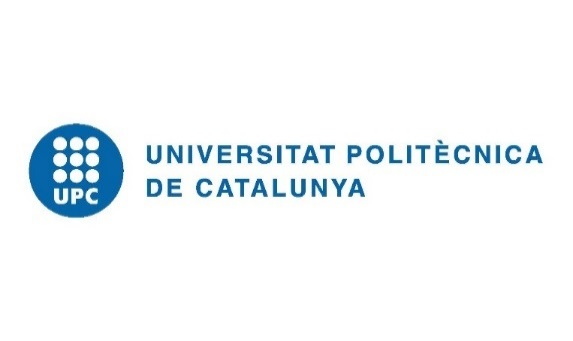 UPC
UNIVERSITAT POLITÈCNICA
DE CATALUNYA